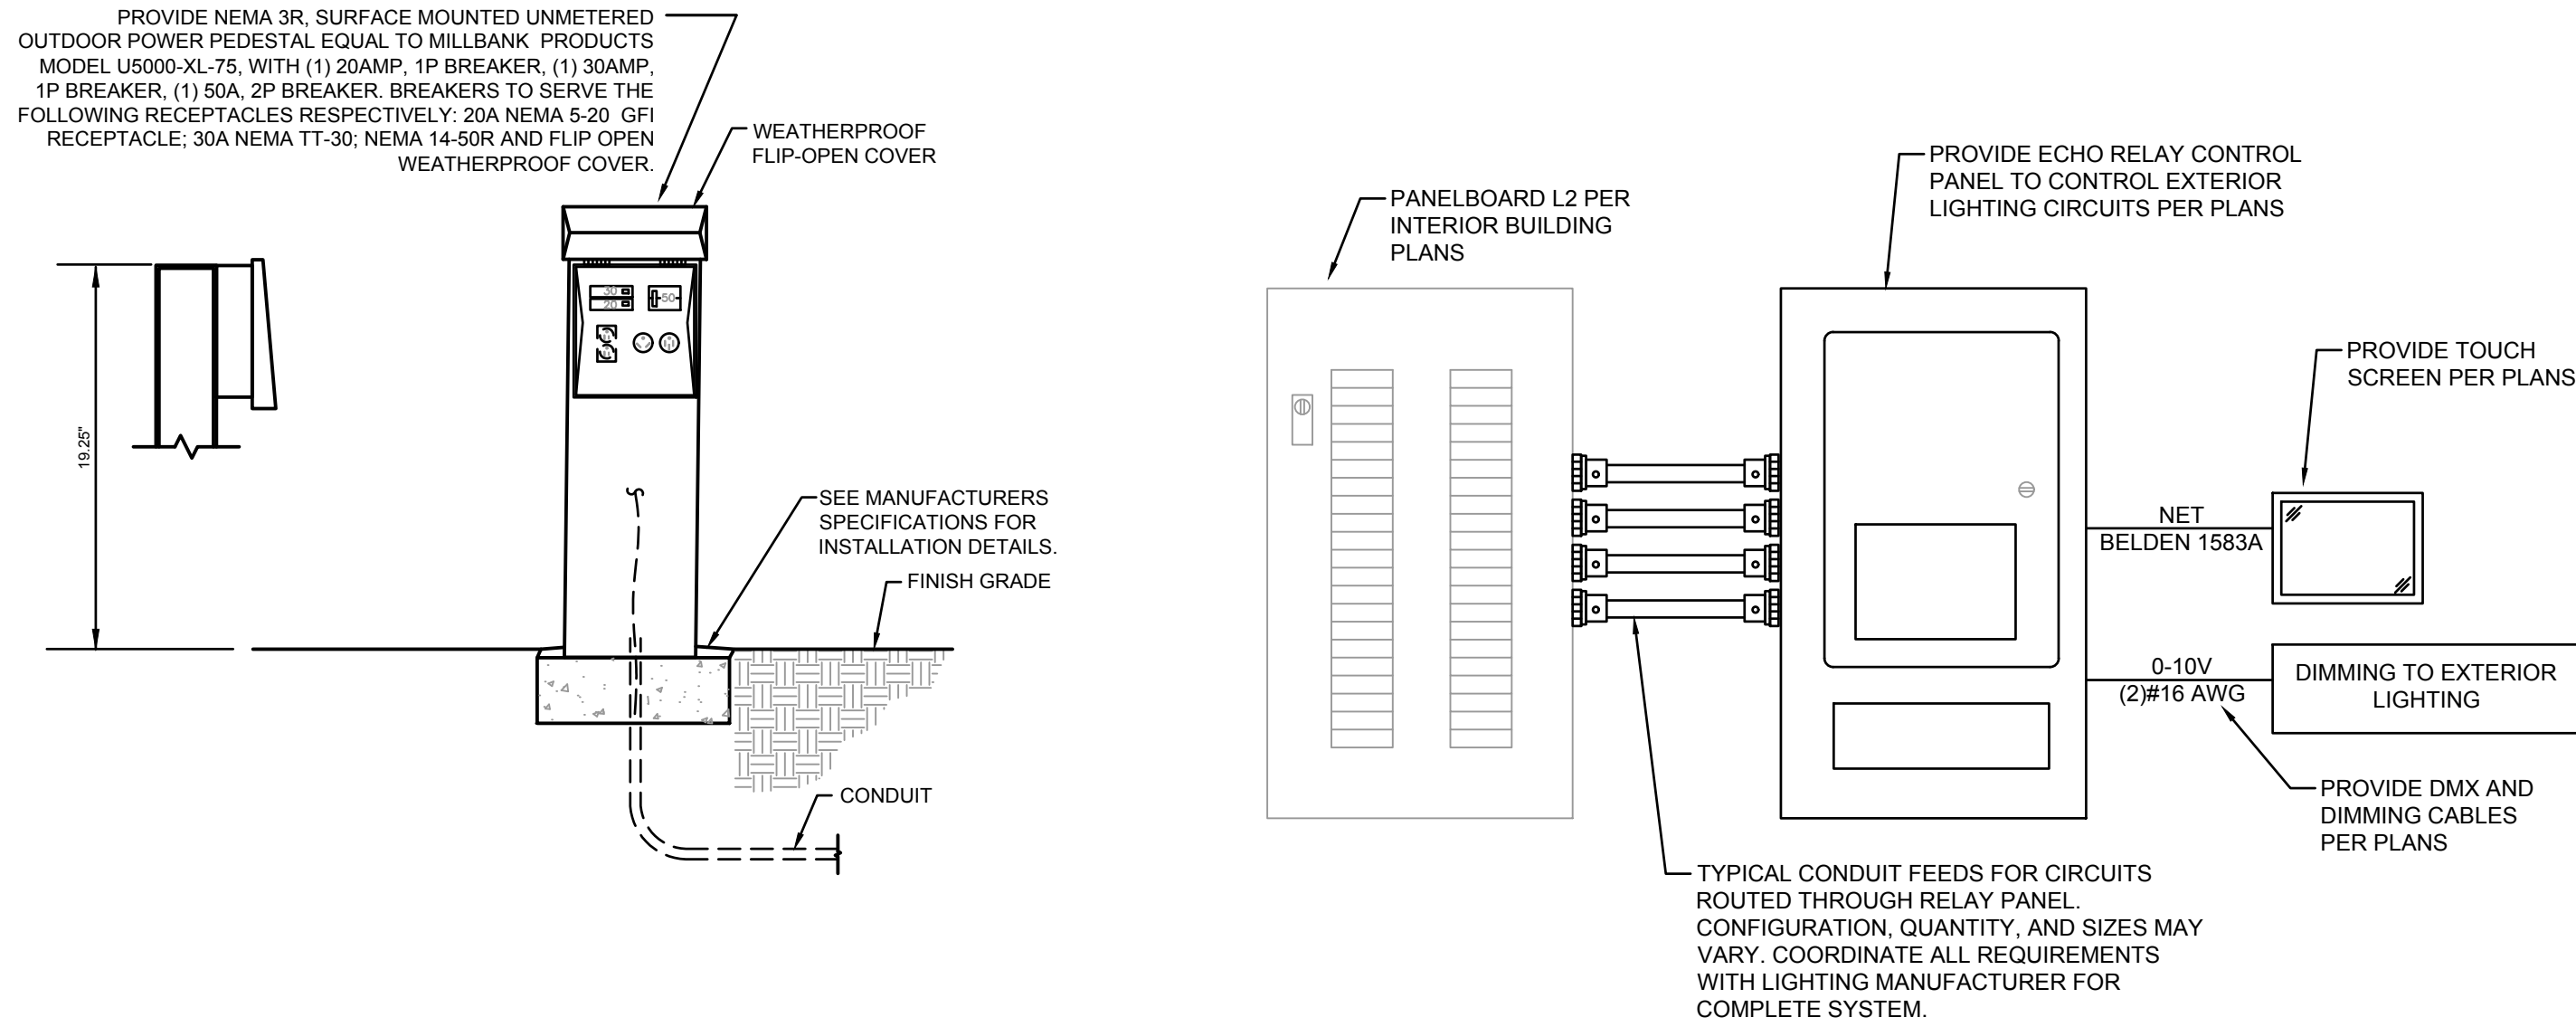 PROVIDE NEMA 3R, SURFACE MOUNTED UNMETERED
OUTDOOR POWER PEDESTAL EQUAL TO MILLBANK PRODUCTS
MODEL U5000-XL-75, WITH (1) 20AMP, 1P BREAKER, (1) 30AMP,
1P BREAKER, (1) 50A, 2P BREAKER. BREAKERS TO SERVE THE
FOLLOWING RECEPTACLES RESPECTIVELY: 20A NEMA 5-20 GFI
RECEPTACLE; 30A NEMA TT-30; NEMA 14-50R AND FLIP OPEN
WEATHERPROOF COVER.
WEATHERPROOF
FLIP-OPEN COVER
30
20
50
19.25"
SEE MANUFACTURERS
SPECIFICATIONS FOR
INSTALLATION DETAILS.
FINISH GRADE
CONDUIT
PANELBOARD L2 PER
INTERIOR BUILDING
PLANS
PROVIDE ECHO RELAY CONTROL
PANEL TO CONTROL EXTERIOR
LIGHTING CIRCUITS PER PLANS
PROVIDE TOUCH
SCREEN PER PLANS
NET
BELDEN 1583A
0-10V
(2)#16 AWG
DIMMING TO EXTERIOR
LIGHTING
PROVIDE DMX AND
DIMMING CABLES
PER PLANS
TYPICAL CONDUIT FEEDS FOR CIRCUITS
ROUTED THROUGH RELAY PANEL.
CONFIGURATION, QUANTITY, AND SIZES MAY
VARY. COORDINATE ALL REQUIREMENTS
WITH LIGHTING MANUFACTURER FOR
COMPLETE SYSTEM.